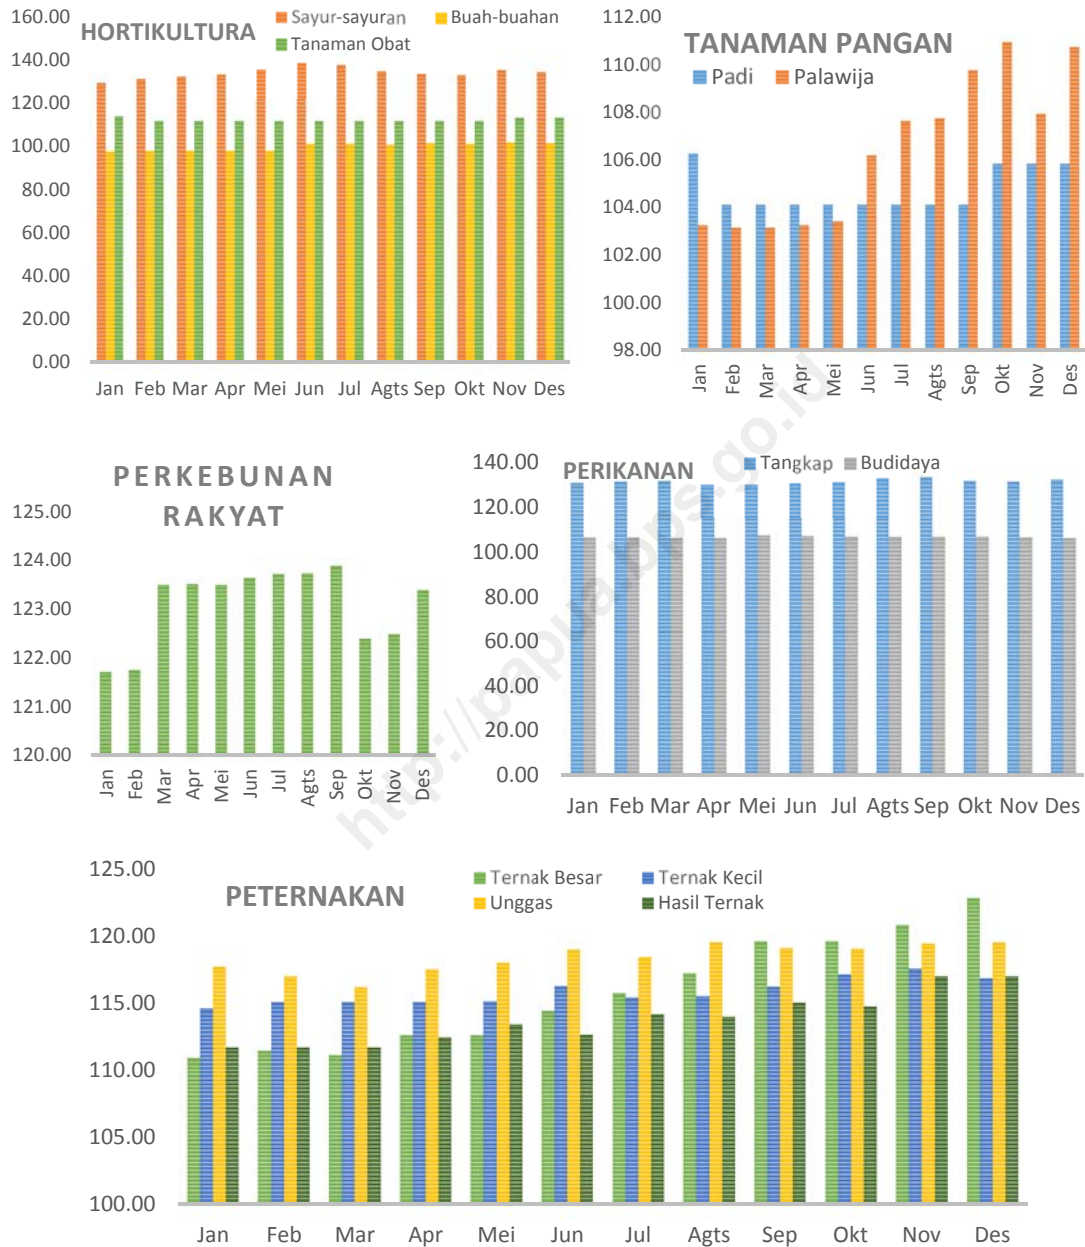 HORTIKULTURA
Sayur-sayuran
Buah-buahan
Tanaman Obat
160.00
140.00
120.00
100.00
80.00
60.00
40.00
20.00
0.00
Jan Feb Mar Apr Mei Jun Jul Agts Sep Okt Nov Des
TANAMAN PANGAN
Padi
Palawija
112.00
110.00
108.00
106.00
104.00
102.00
100.00
98.00
Jan Feb Mar Apr Mei Jun Jul Agts Sep Okt Nov Des
PERKEBUNAN
RAKYAT
125.00
124.00
123.00
122.00
121.00
120.00
Jan Feb Mar Apr Mei Jun Jul Agts Sep Okt Nov Des
PERIKANAN
Tangkap
Budidaya
140.00
120.00
100.00
80.00
60.00
40.00
20.00
0.00
Jan Feb Mar Apr Mei Jun Jul Agts Sep Okt Nov Des
http://papua.bps.go.id
PETERNAKAN
Ternak Besar
Ternak Kecil
Unggas
Hasil Ternak
125.00
120.00
115.00
110.00
105.00
100.00
Jan Feb Mar Apr Mei Jun Jul Agts Sep Okt Nov Des